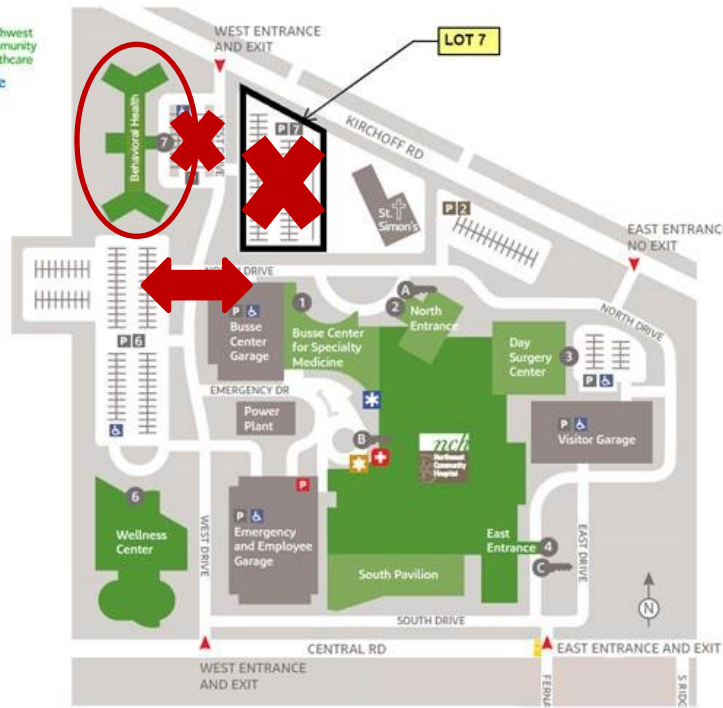 WEST ENTRANCE
AND EXIT
LOT 7
P 7
KIRCHOFF RD
Behavioral Health
7
St.
Simon's
P 2
EAST ENTRANCE
NO EXIT
DRIVE
A
1
2
North
Entrance
P
Busse
Center
Garage
Busse Center
for Specialty
Medicine
NORTH DRIVE
Day
Surgery
Center
3
P
P 6
EMERGENCY DR
Power
Plant
B
nch
Northwest
Community
Hospital
P
Visitor Garage
6
Wellness
Center
WEST DRIVE
P
P
Emergency
and Employee
Garage
East
Entrance
4
C
EAST DRIVE
South Pavilion
SOUTH DRIVE
N
CENTRAL RD
EAST ENTRANCE AND EXIT
WEST ENTRANCE
AND EXIT